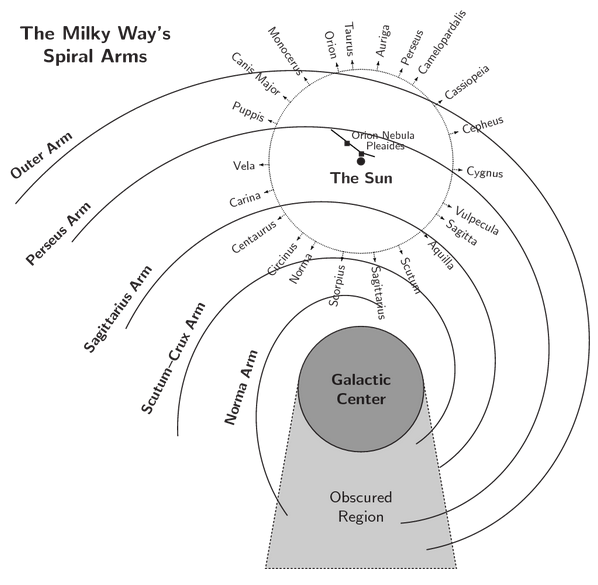 The Milky Way's
Spiral Arms
Outer Arm
Perseus Arm
Sagittarius Arm
Scutum–Crux Arm
Norma Arm
Puppis
Canis Major
Monocerus
Orion
Taurus
Auriga
Perseus
Camelopardalis
Cassiopeia
Cepheus
Cygnus
Vulpecula
Sagitta
Aquilla
Scutum
Sagittarius
Scorpius
Norma
Circinus
Centaurus
Carina
Vela
Orion Nebula
Pleaides
The Sun
Galactic
Center
Obscured
Region